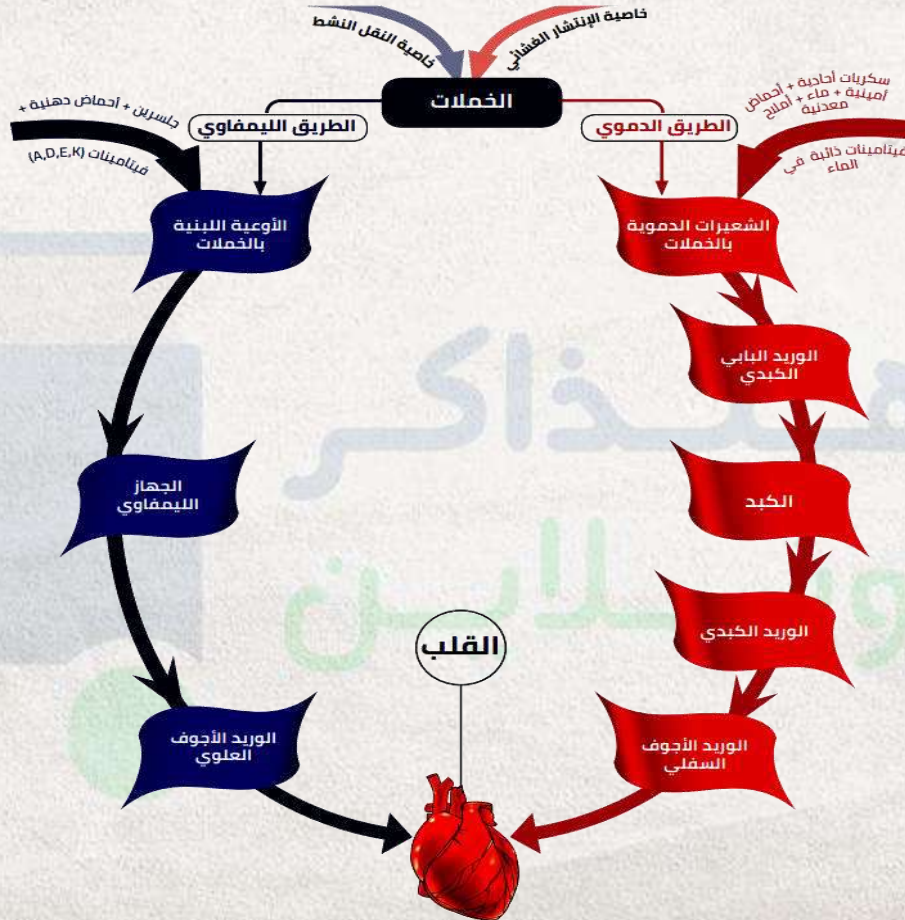 خاصية الإنتشار الغشائي
خاصية النقل النشط
الخملات
الطريق الدموي
الطريق الليمفاوي
سكريات أحادية + أحماض
أمينية + ماء + أملاح
معدنية
فيتامينات ذائبة في
الماء
جلسرين + أحماض دهنية +
فيتامينات (A,D,E,K)
الشعيرات الدموية
بالخملات
الأوعية اللبنية
بالخملات
الوريد البابي
الكبدي
الكبد
الجهاز
الليمفاوي
الوريد الكبدي
القلب
الوريد الأجوف
السفلي
الوريد الأجوف
العلوي
هنذاكر